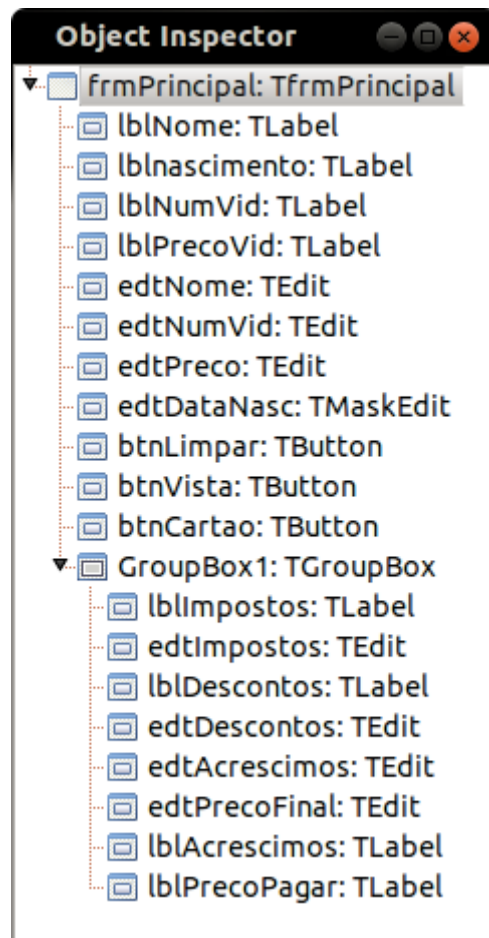 Object Inspector
frmPrincipal: TfrmPrincipal
lblNome: TLabel
lblnascimento: TLabel
lblNumVid: TLabel
lblPrecoVid: TLabel
edtNome: TEdit
edtNumVid: TEdit
edtPreco: TEdit
edtDataNasc: TMaskEdit
btnLimpar: TButton
btnVista: TButton
btnCartao: TButton
GroupBox1: TGroupBox
lblImpostos: TLabel
edtImpostos: TEdit
lblDescontos: TLabel
edtDescontos: TEdit
edtAcrescimos: TEdit
edtPrecoFinal: TEdit
lblAcrescimos: TLabel
lblPrecoPagar: TLabel